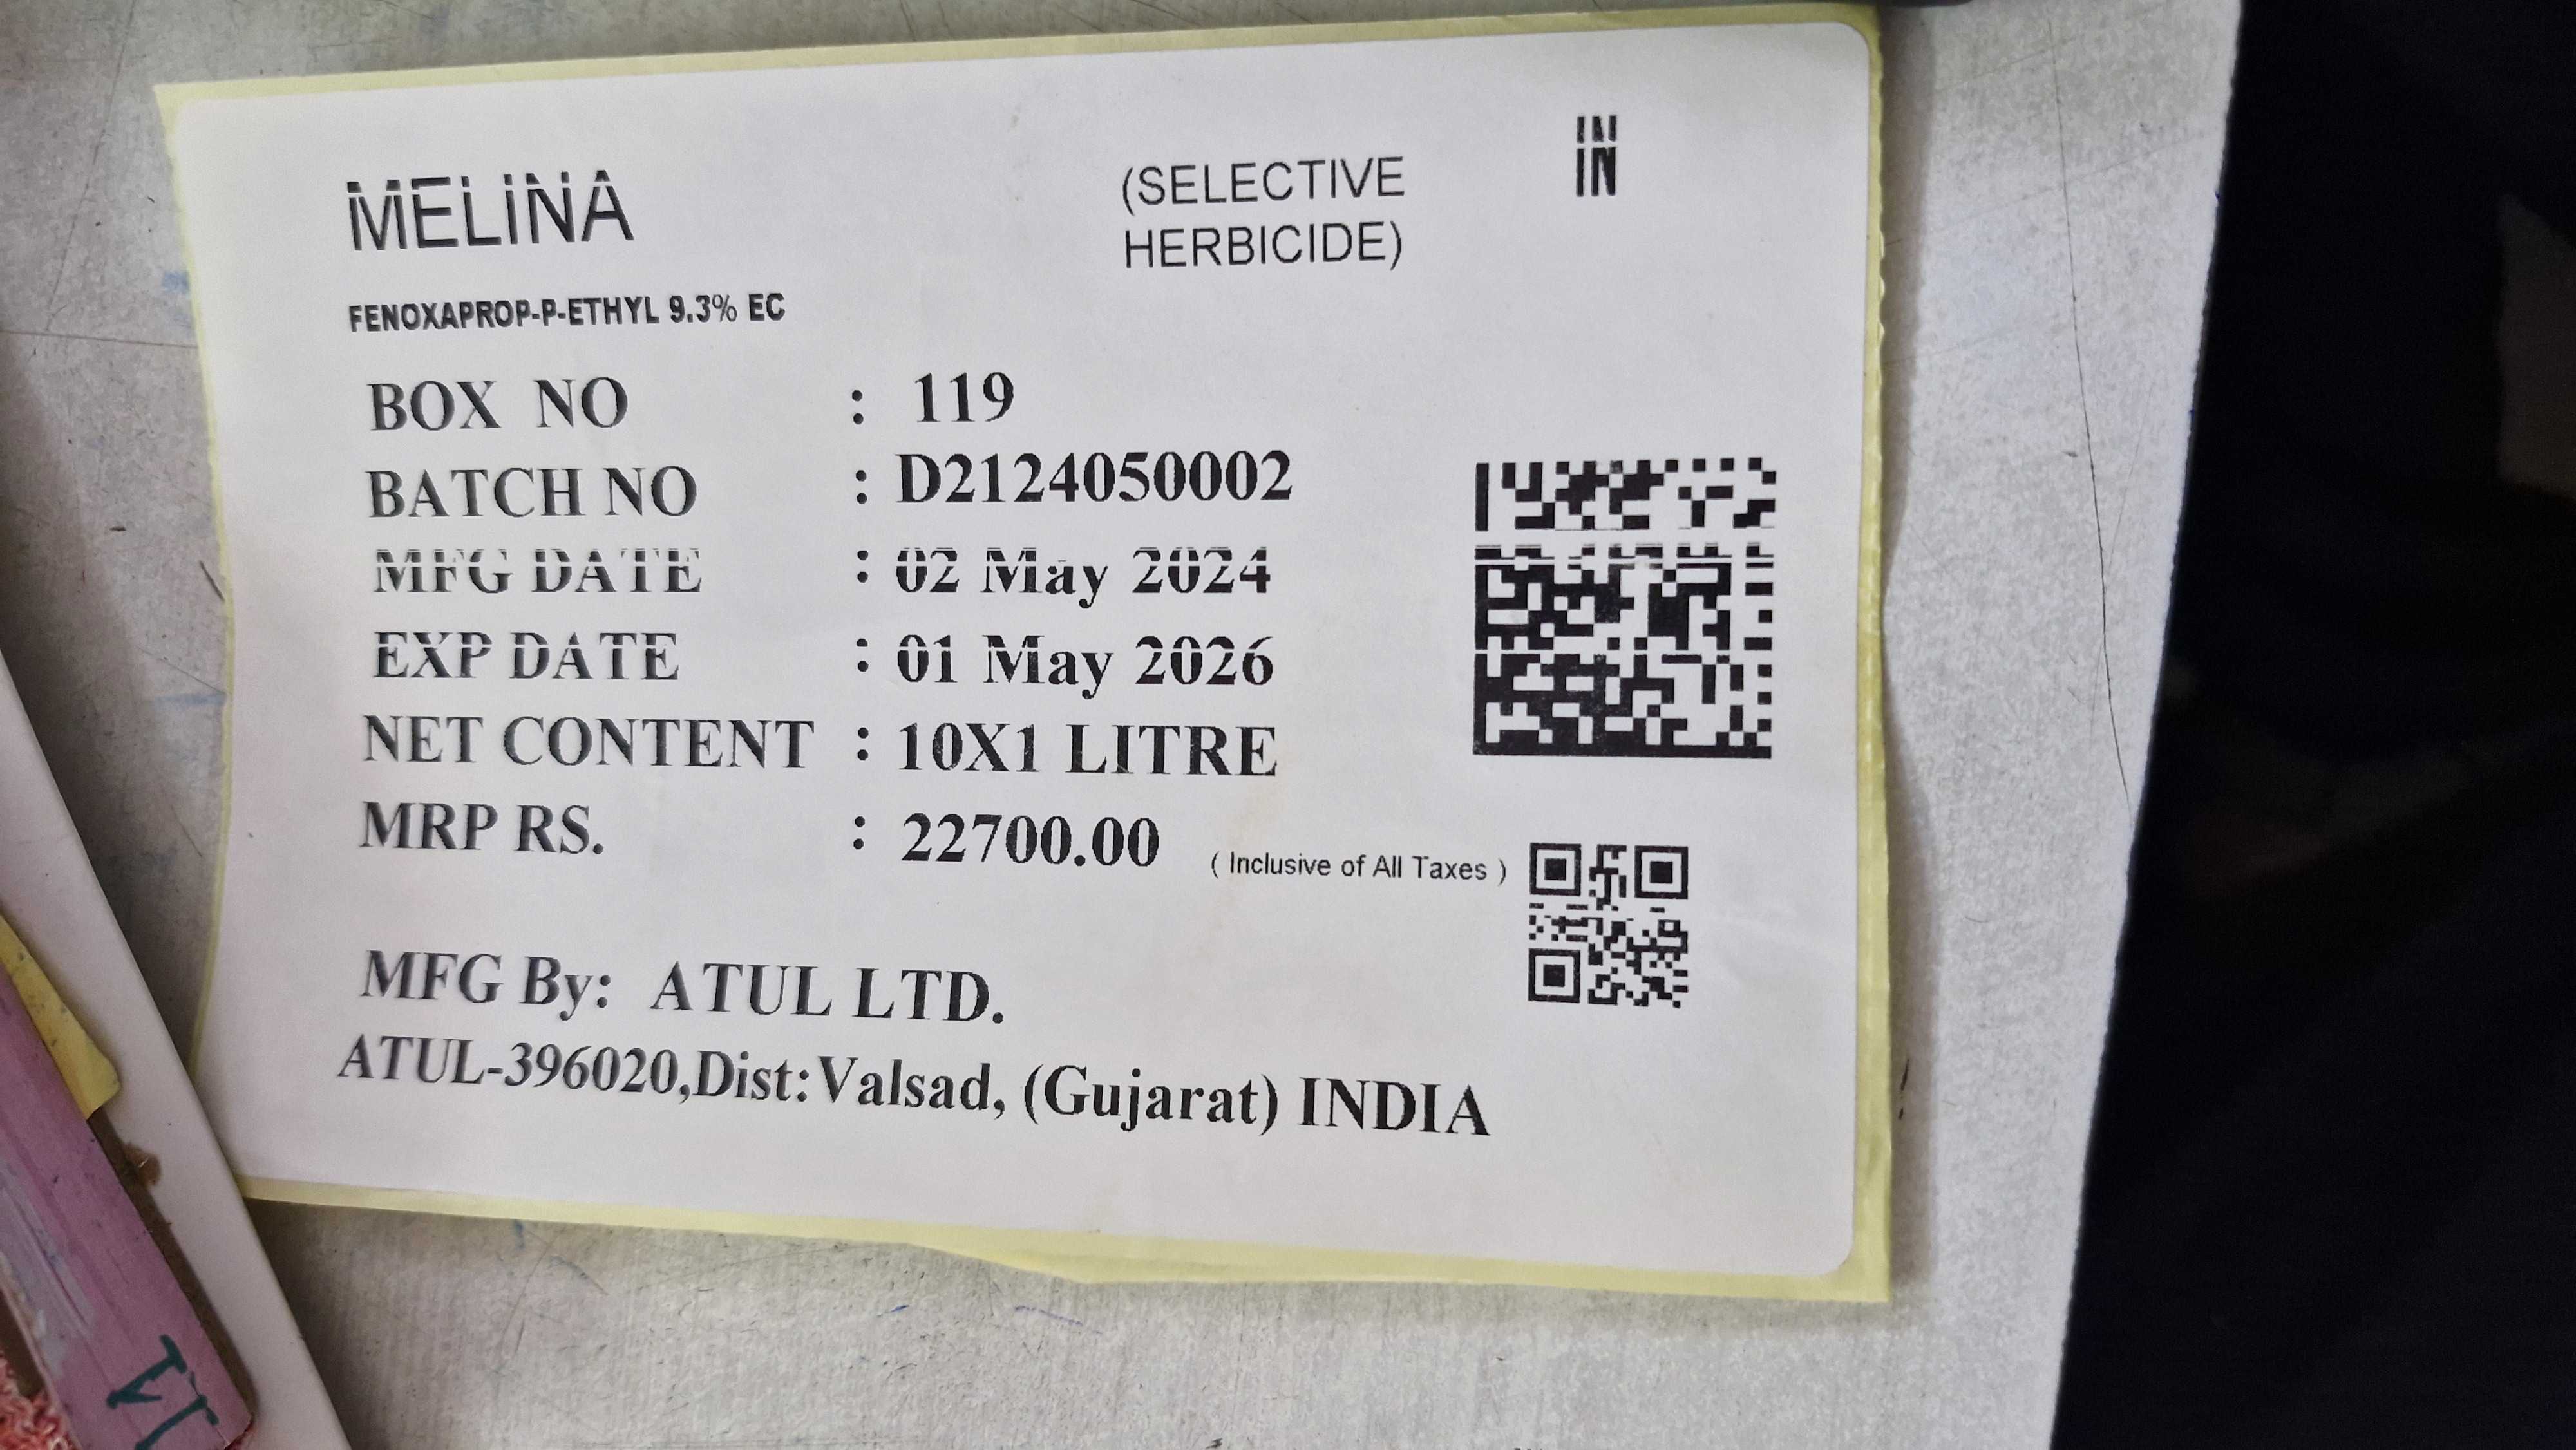 MELINA
(SELECTIVE
HERBICIDE)
IN
IN
FENOXAPROP-P-ETHYL 9.3% EC
BOX NO : 119
BATCH NO : D2124050002
MFG DATE : 02 May 2024
EXP DATE : 01 May 2026
NET CONTENT : 10X1 LITRE
MRP RS. : 22700.00 ( Inclusive of All Taxes )
MFG By: ATUL LTD.
ATUL-396020,Dist:Valsad, (Gujarat) INDIA